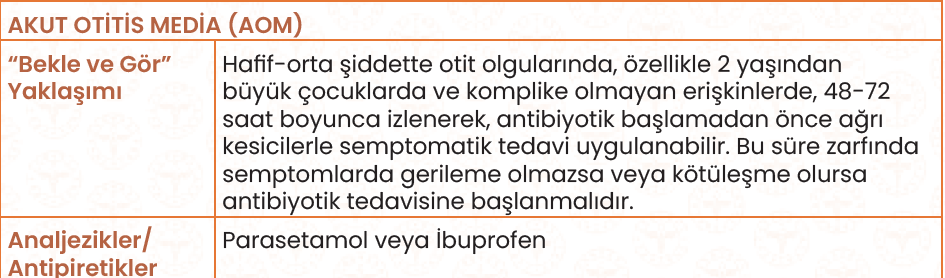 AKUT OTİTİS MEDİA (AOM)
“Bekle ve Gör”
Yaklaşımı
Hafif-orta şiddette otit olgularında, özellikle 2 yaşından
büyük çocuklarda ve komplike olmayan erişkinlerde, 48-72
saat boyunca izlenerek, antibiyotik başlamadan önce ağrı
kesicilerle semptomatik tedavi uygulanabilir. Bu süre zarfında
semptomlarda gerileme olmazsa veya kötüleşme olursa
antibiyotik tedavisine başlanmalıdır.
Analjezikler/
Antipiretikler
Parasetamol veya İbuprofen